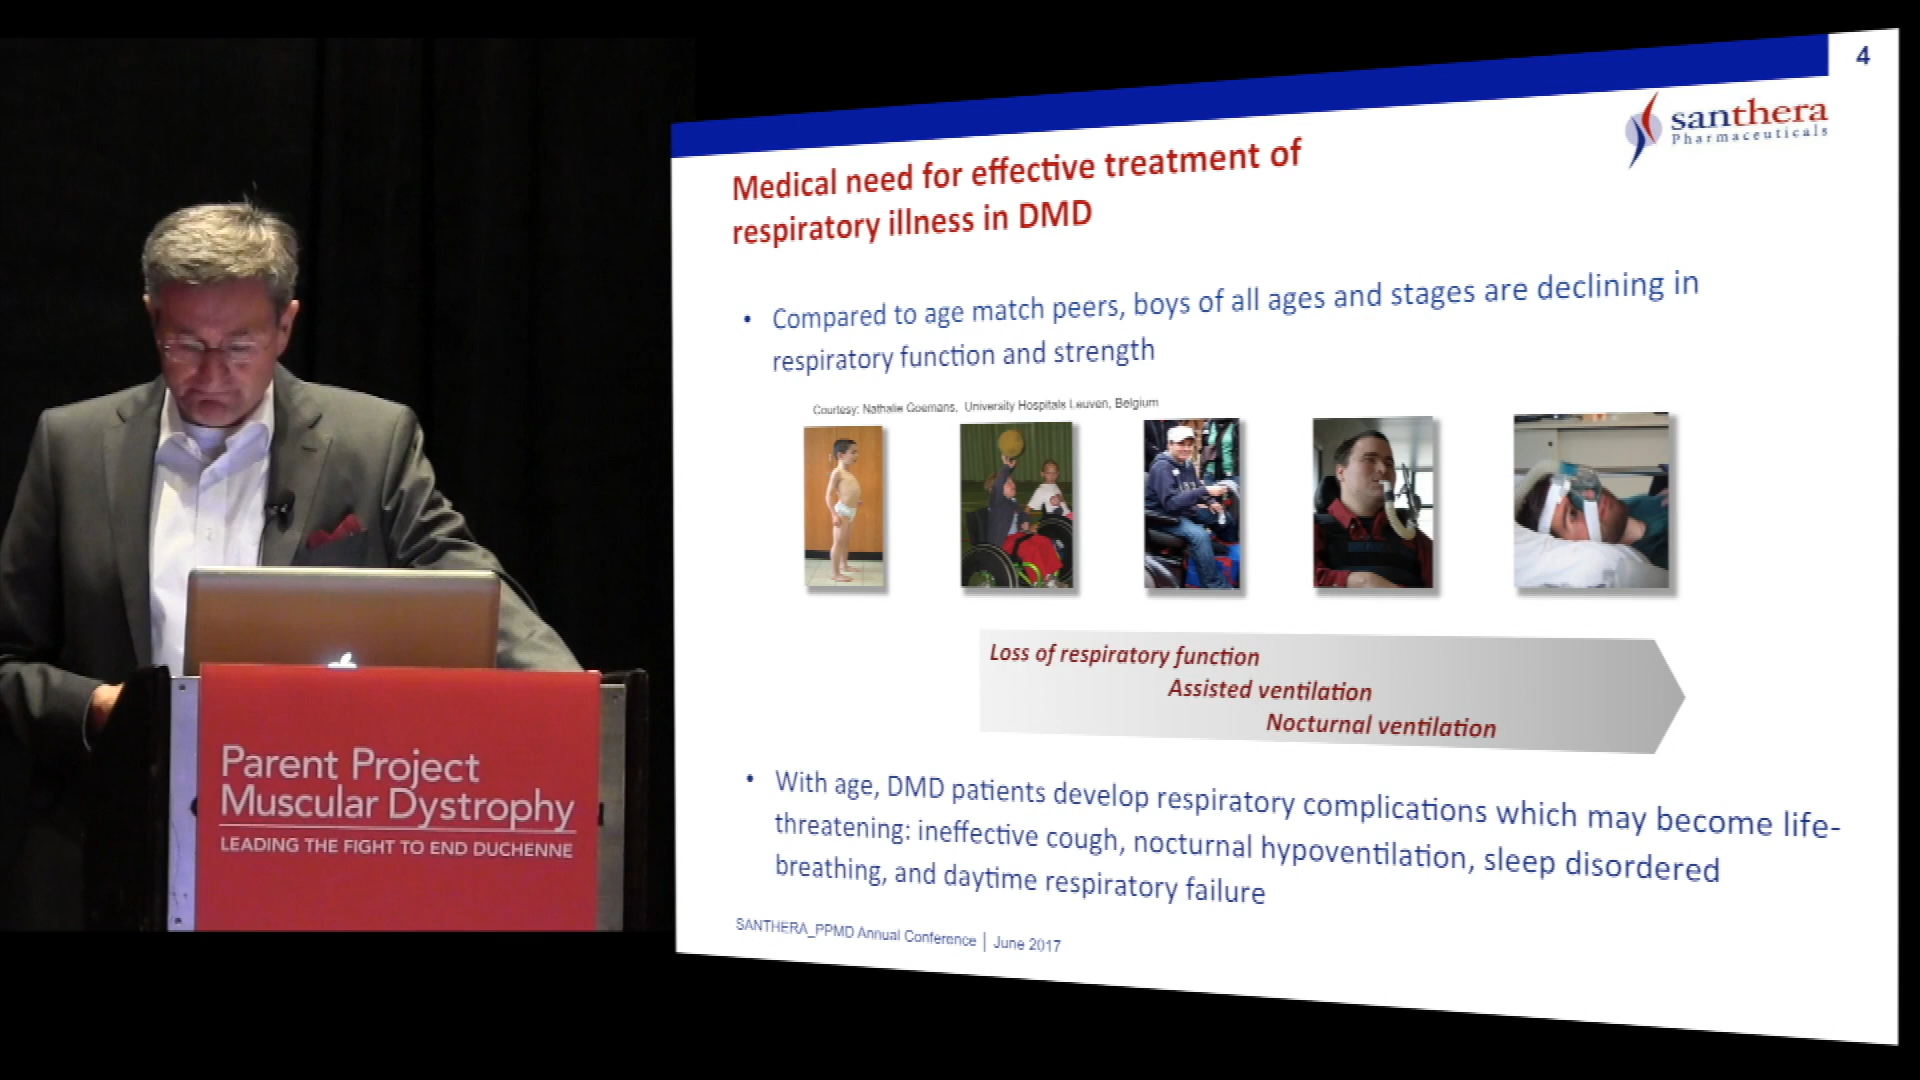 4
santhera
Pharmaceuticals
Medical need for effective treatment of
respiratory illness in DMD
• Compared to age match peers, boys of all ages and stages are declining in
respiratory function and strength
Courtesy: Nathalie Goemans, University Hospitals Leuven, Belgium
Loss of respiratory function
Assisted ventilation
Nocturnal ventilation
• With age, DMD patients develop respiratory complications which may become life-
threatening: ineffective cough, nocturnal hypoventilation, sleep disordered
breathing, and daytime respiratory failure
SANTHERA_PPMD Annual Conference | June 2017
Parent Project
Muscular Dystrophy
LEADING THE FIGHT TO END DUCHENNE